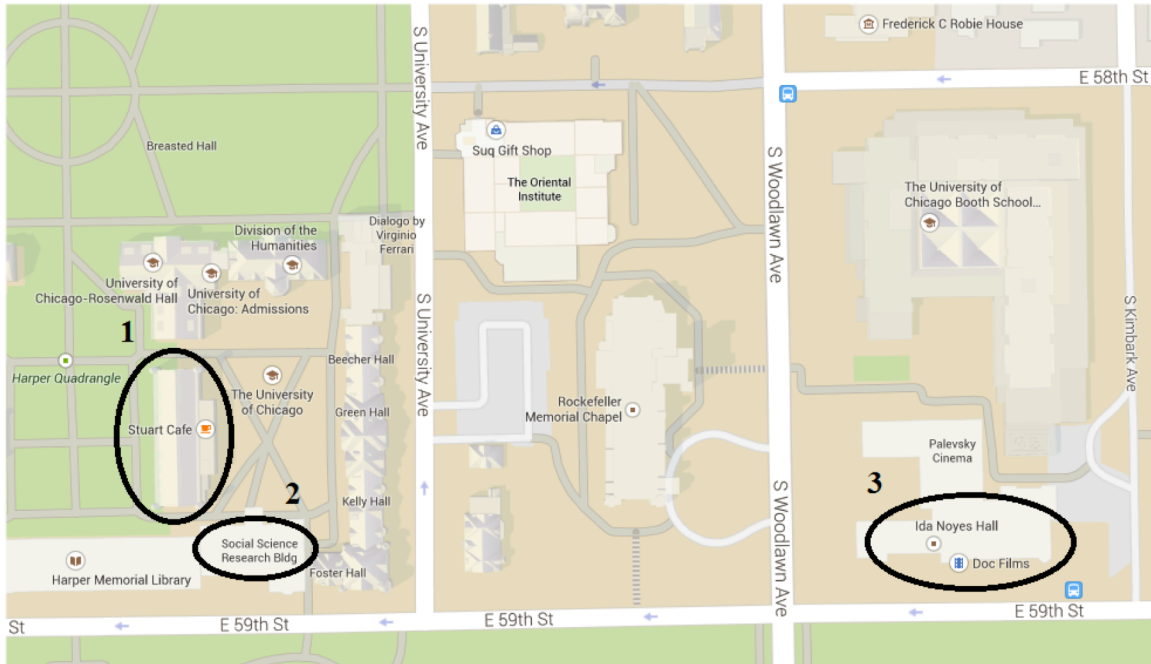 Frederick C Robie House
E 58th St
S University Ave
Breasted Hall
Suq Gift Shop
The Oriental
Institute
S Woodlawn Ave
The University of
Chicago Booth School...
Dialogo by
Virginio
Ferrari
Division of the
Humanities
University of
Chicago-Rosenwald Hall
University of
Chicago: Admissions
S University Ave
S Kimbark Ave
1
Harper Quadrangle
Beecher Hall
The University
of Chicago
Stuart Cafe
Green Hall
Rockefeller
Memorial Chapel
Palevsky
Cinema
2
3
Kelly Hall
S Woodlawn Ave
Social Science
Research Bldg
Ida Noyes Hall
Doc Films
Harper Memorial Library
Foster Hall
St
E 59th St
E 59th St
E 59th St